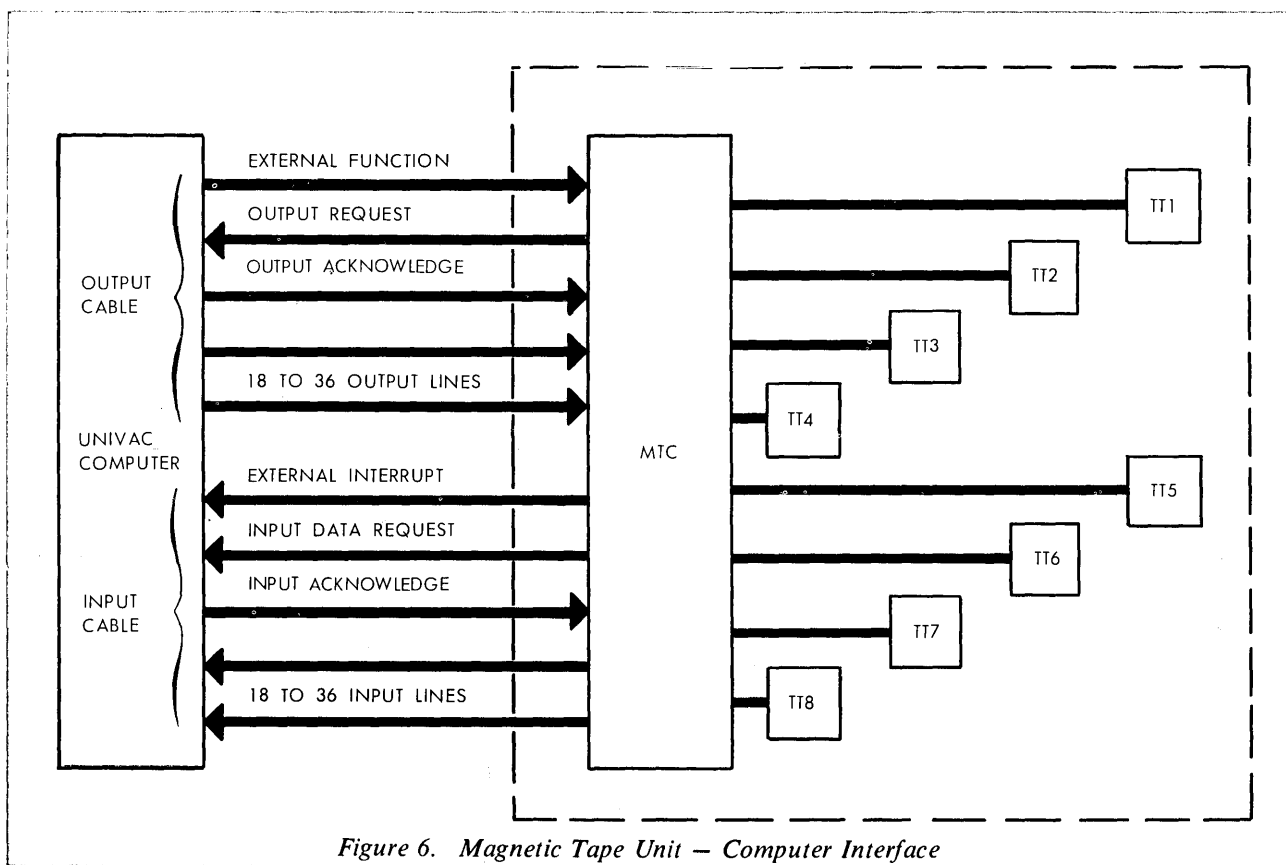 EXTERNAL FUNCTION
OUTPUT REQUEST
OUTPUT ACKNOWLEDGE
OUTPUT
CABLE
18 TO 36 OUTPUT LINES
UNIVAC
COMPUTER
EXTERNAL INTERRUPT
INPUT DATA REQUEST
INPUT ACKNOWLEDGE
INPUT
CABLE
18 TO 36 INPUT LINES
MTC
TT1
TT2
TT3
TT4
TT5
TT6
TT7
TT8
Figure 6. Magnetic Tape Unit – Computer Interface